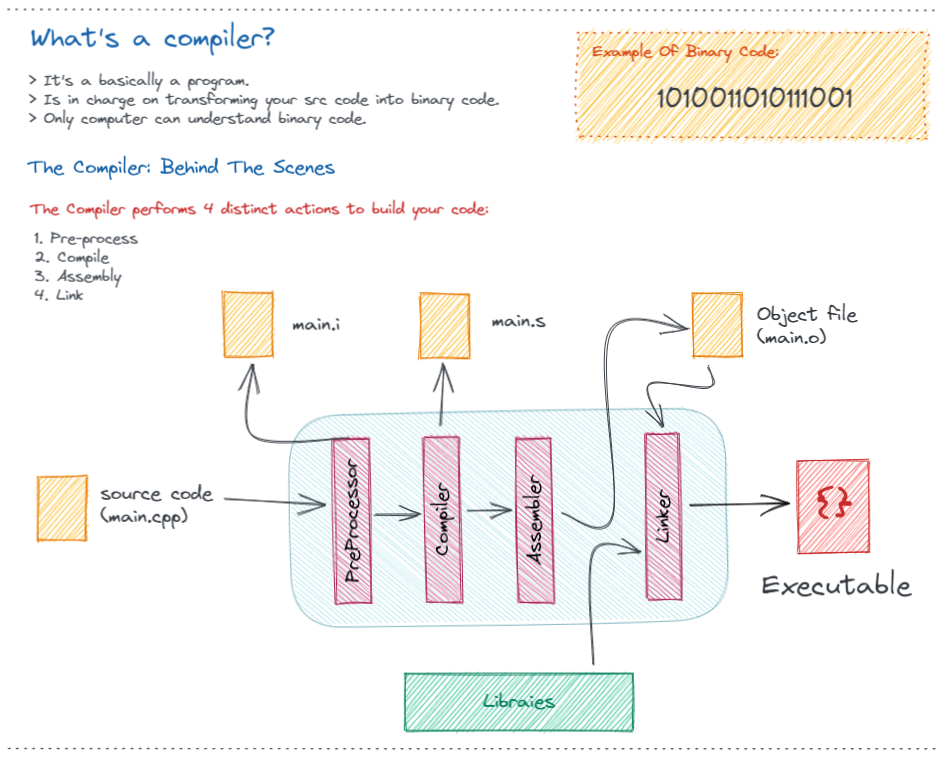 What's a compiler?
> It's a basically a program.
> Is in charge on transforming your src code into binary code.
> Only computer can understand binary code.
Example Of Binary Code:
1010011010111001
The Compiler: Behind The Scenes
The Compiler performs 4 distinct actions to build your code:
1. Pre-process
2. Compile
3. Assembly
4. Link
main.i
main.s
Object file
(main.o)
source code
(main.cpp)
PreProcessor
Compiler
Assembler
Linker
{}
Executable
Libraies